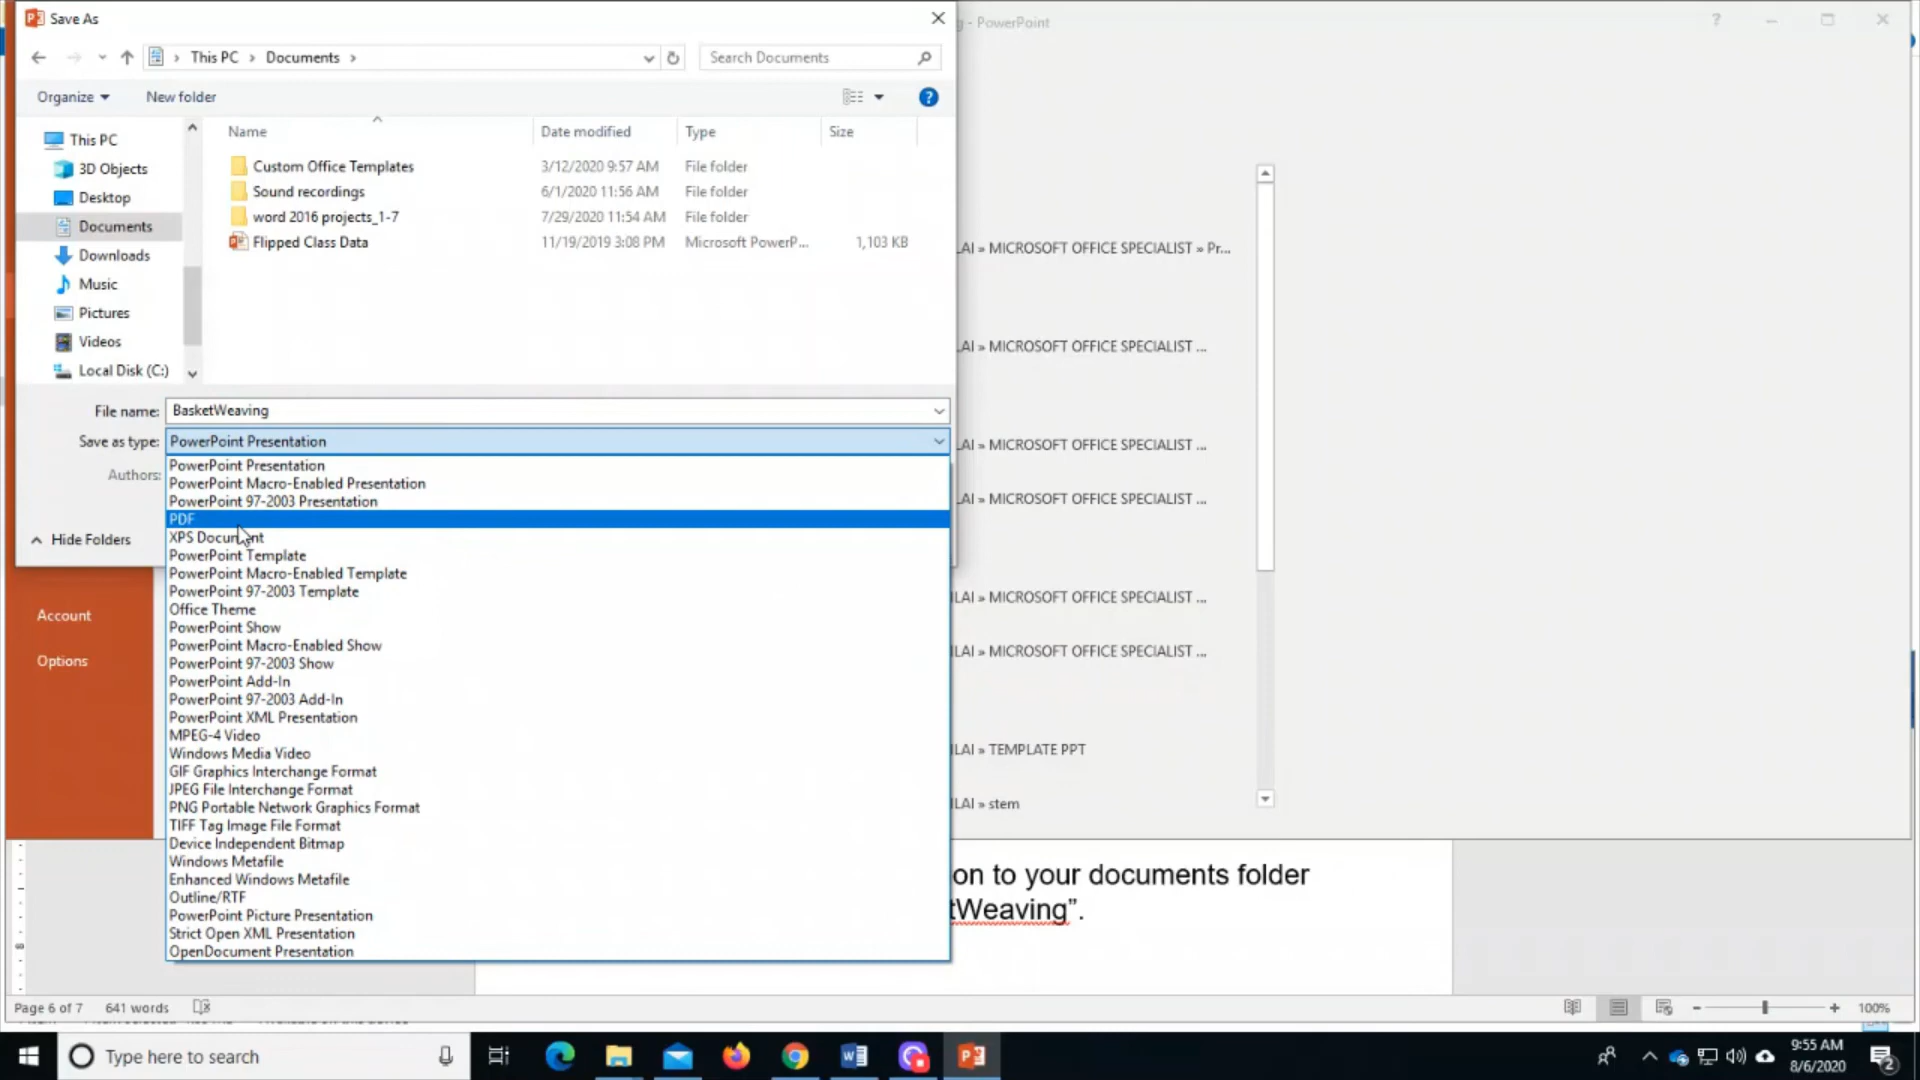 Save As
g - PowerPoint
This PC
Documents
Search Documents
Organize
New folder
Name
Date modified
Type
Size
This PC
3D Objects
Desktop
Documents
Downloads
Music
Pictures
Videos
Local Disk (C:)
Custom Office Templates 3/12/2020 9:57 AM File folder
Sound recordings 6/1/2020 11:56 AM File folder
word 2016 projects_1-7 7/29/2020 11:54 AM File folder
Flipped Class Data 11/19/2019 3:08 PM Microsoft PowerP... 1,103 KB
File name: BasketWeaving
Save as type: PowerPoint Presentation
Authors:
PowerPoint Presentation
PowerPoint Macro-Enabled Presentation
PowerPoint 97-2003 Presentation
PDF
XPS Document
PowerPoint Template
PowerPoint Macro-Enabled Template
PowerPoint 97-2003 Template
Office Theme
PowerPoint Show
PowerPoint Macro-Enabled Show
PowerPoint 97-2003 Show
PowerPoint Add-In
PowerPoint 97-2003 Add-In
PowerPoint XML Presentation
MPEG-4 Video
Windows Media Video
GIF Graphics Interchange Format
JPEG File Interchange Format
PNG Portable Network Graphics Format
TIFF Tag Image File Format
Device Independent Bitmap
Windows Metafile
Enhanced Windows Metafile
Outline/RTF
PowerPoint Picture Presentation
Strict Open XML Presentation
OpenDocument Presentation
Hide Folders
Account
Options
LAI » MICROSOFT OFFICE SPECIALIST » Pr...
LAI » MICROSOFT OFFICE SPECIALIST ...
LAI » MICROSOFT OFFICE SPECIALIST ...
LAI » MICROSOFT OFFICE SPECIALIST ...
ILAI » MICROSOFT OFFICE SPECIALIST ...
ILAI » MICROSOFT OFFICE SPECIALIST ...
ILAI » TEMPLATE PPT
ILAI » stem
on to your documents folder
tWeaving”.
Page 6 of 7 641 words
100%
Type here to search
9:55 AM
8/6/2020
2